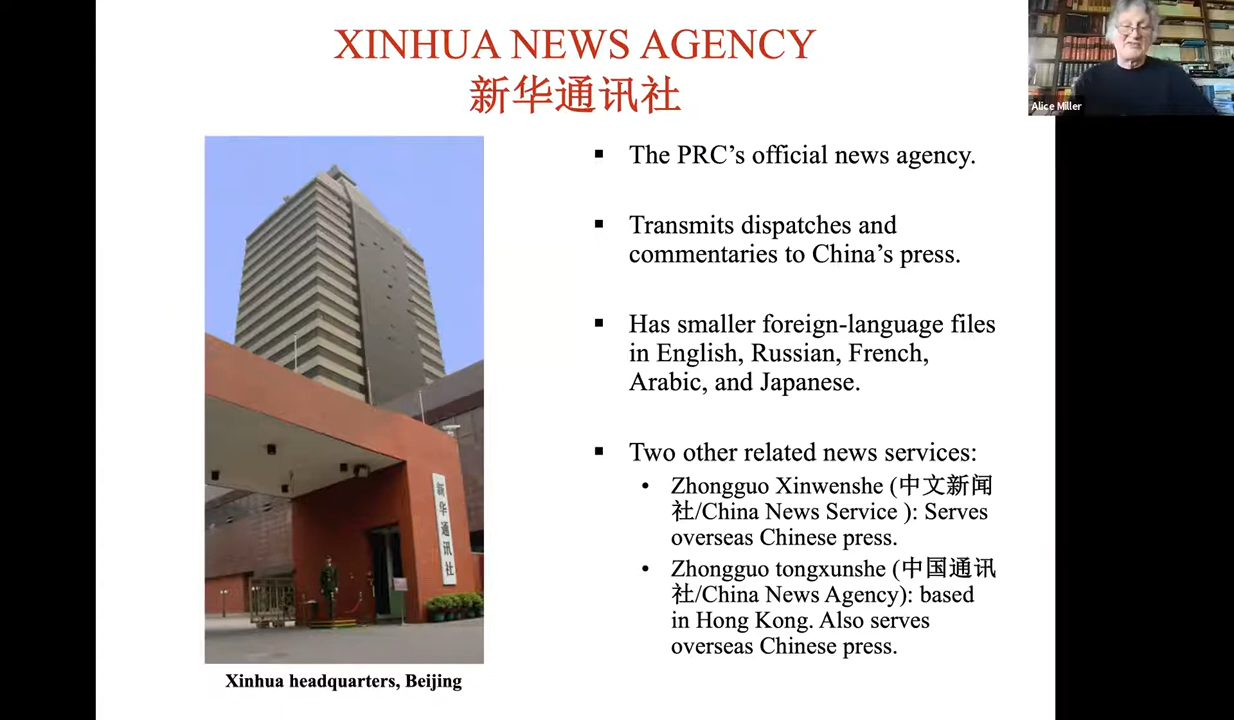 XINHUA NEWS AGENCY
新华通讯社
Alice Miller
▪ The PRC’s official news agency.
▪ Transmits dispatches and
commentaries to China’s press.
▪ Has smaller foreign-language files
in English, Russian, French,
Arabic, and Japanese.
▪ Two other related news services:
• Zhongguo Xinwenshe (中文新闻
社/China News Service ): Serves
overseas Chinese press.
• Zhongguo tongxunshe (中国通讯
社/China News Agency): based
in Hong Kong. Also serves
overseas Chinese press.
新华通讯社
Xinhua headquarters, Beijing